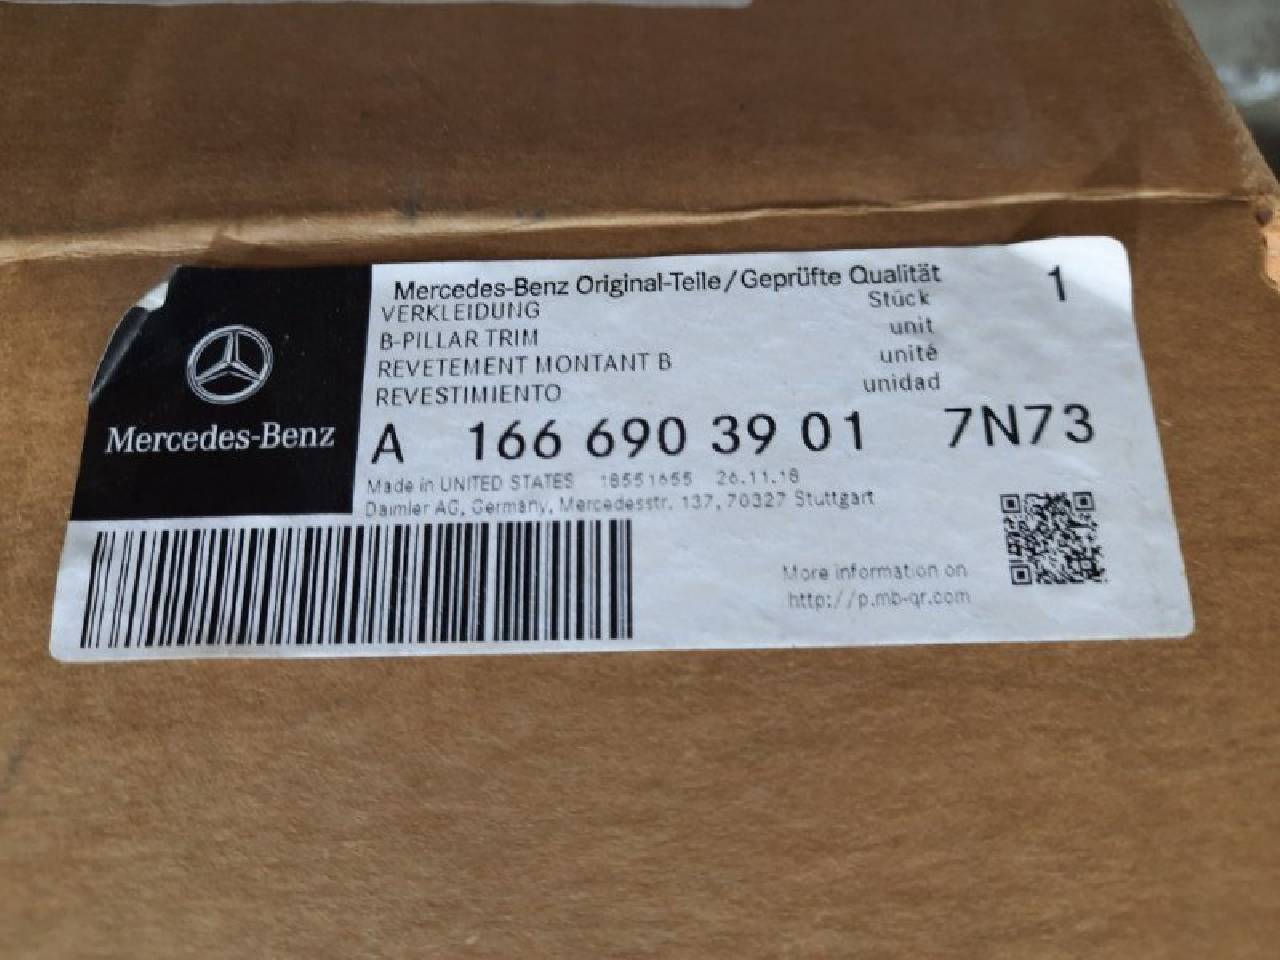 Mercedes-Benz
Mercedes-Benz Original-Teile/Geprüfte Qualität
VERKLEIDUNG Stück 1
B-PILLAR TRIM unit
REVETEMENT MONTANT B unité
REVESTIMIENTO unidad
A 166 690 39 01 7N73
Made in UNITED STATES 18551655 26.11.18
Daimler AG, Germany, Mercedesstr. 137, 70327 Stuttgart
More information on
http://p.mb-qr.com